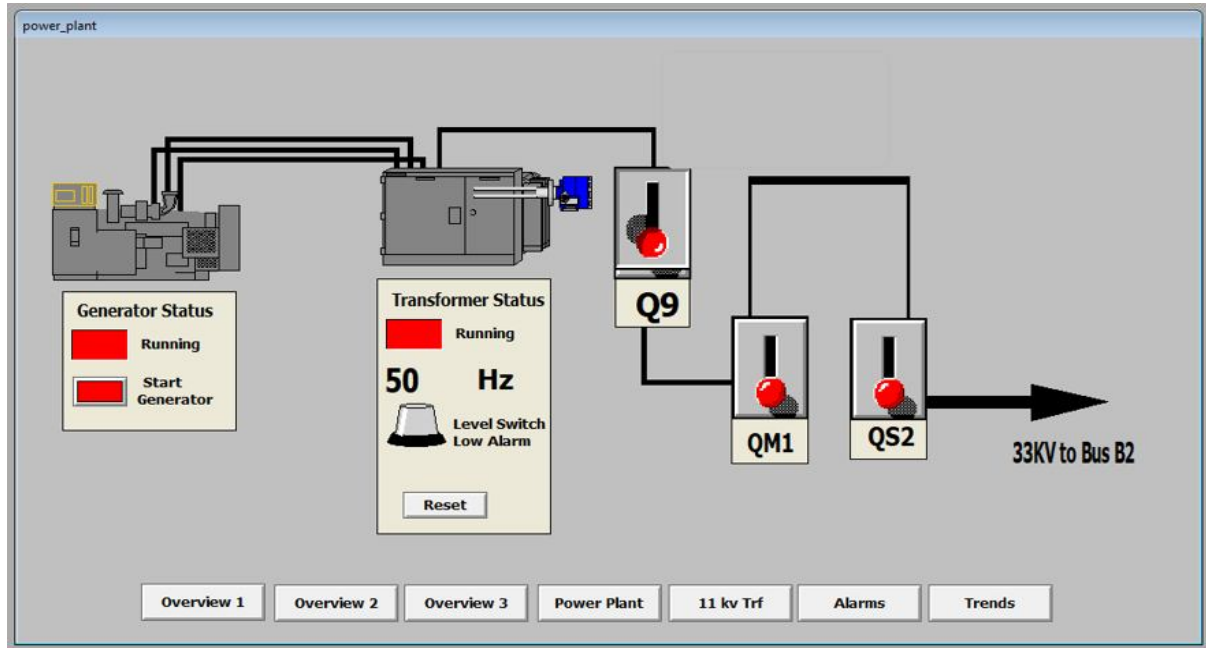 power_plant
Generator Status
Running
Start
Generator
Transformer Status
Running
50 Hz
Level Switch
Low Alarm
Reset
Q9
QM1
QS2
33KV to Bus B2
Overview 1
Overview 2
Overview 3
Power Plant
11 kv Trf
Alarms
Trends